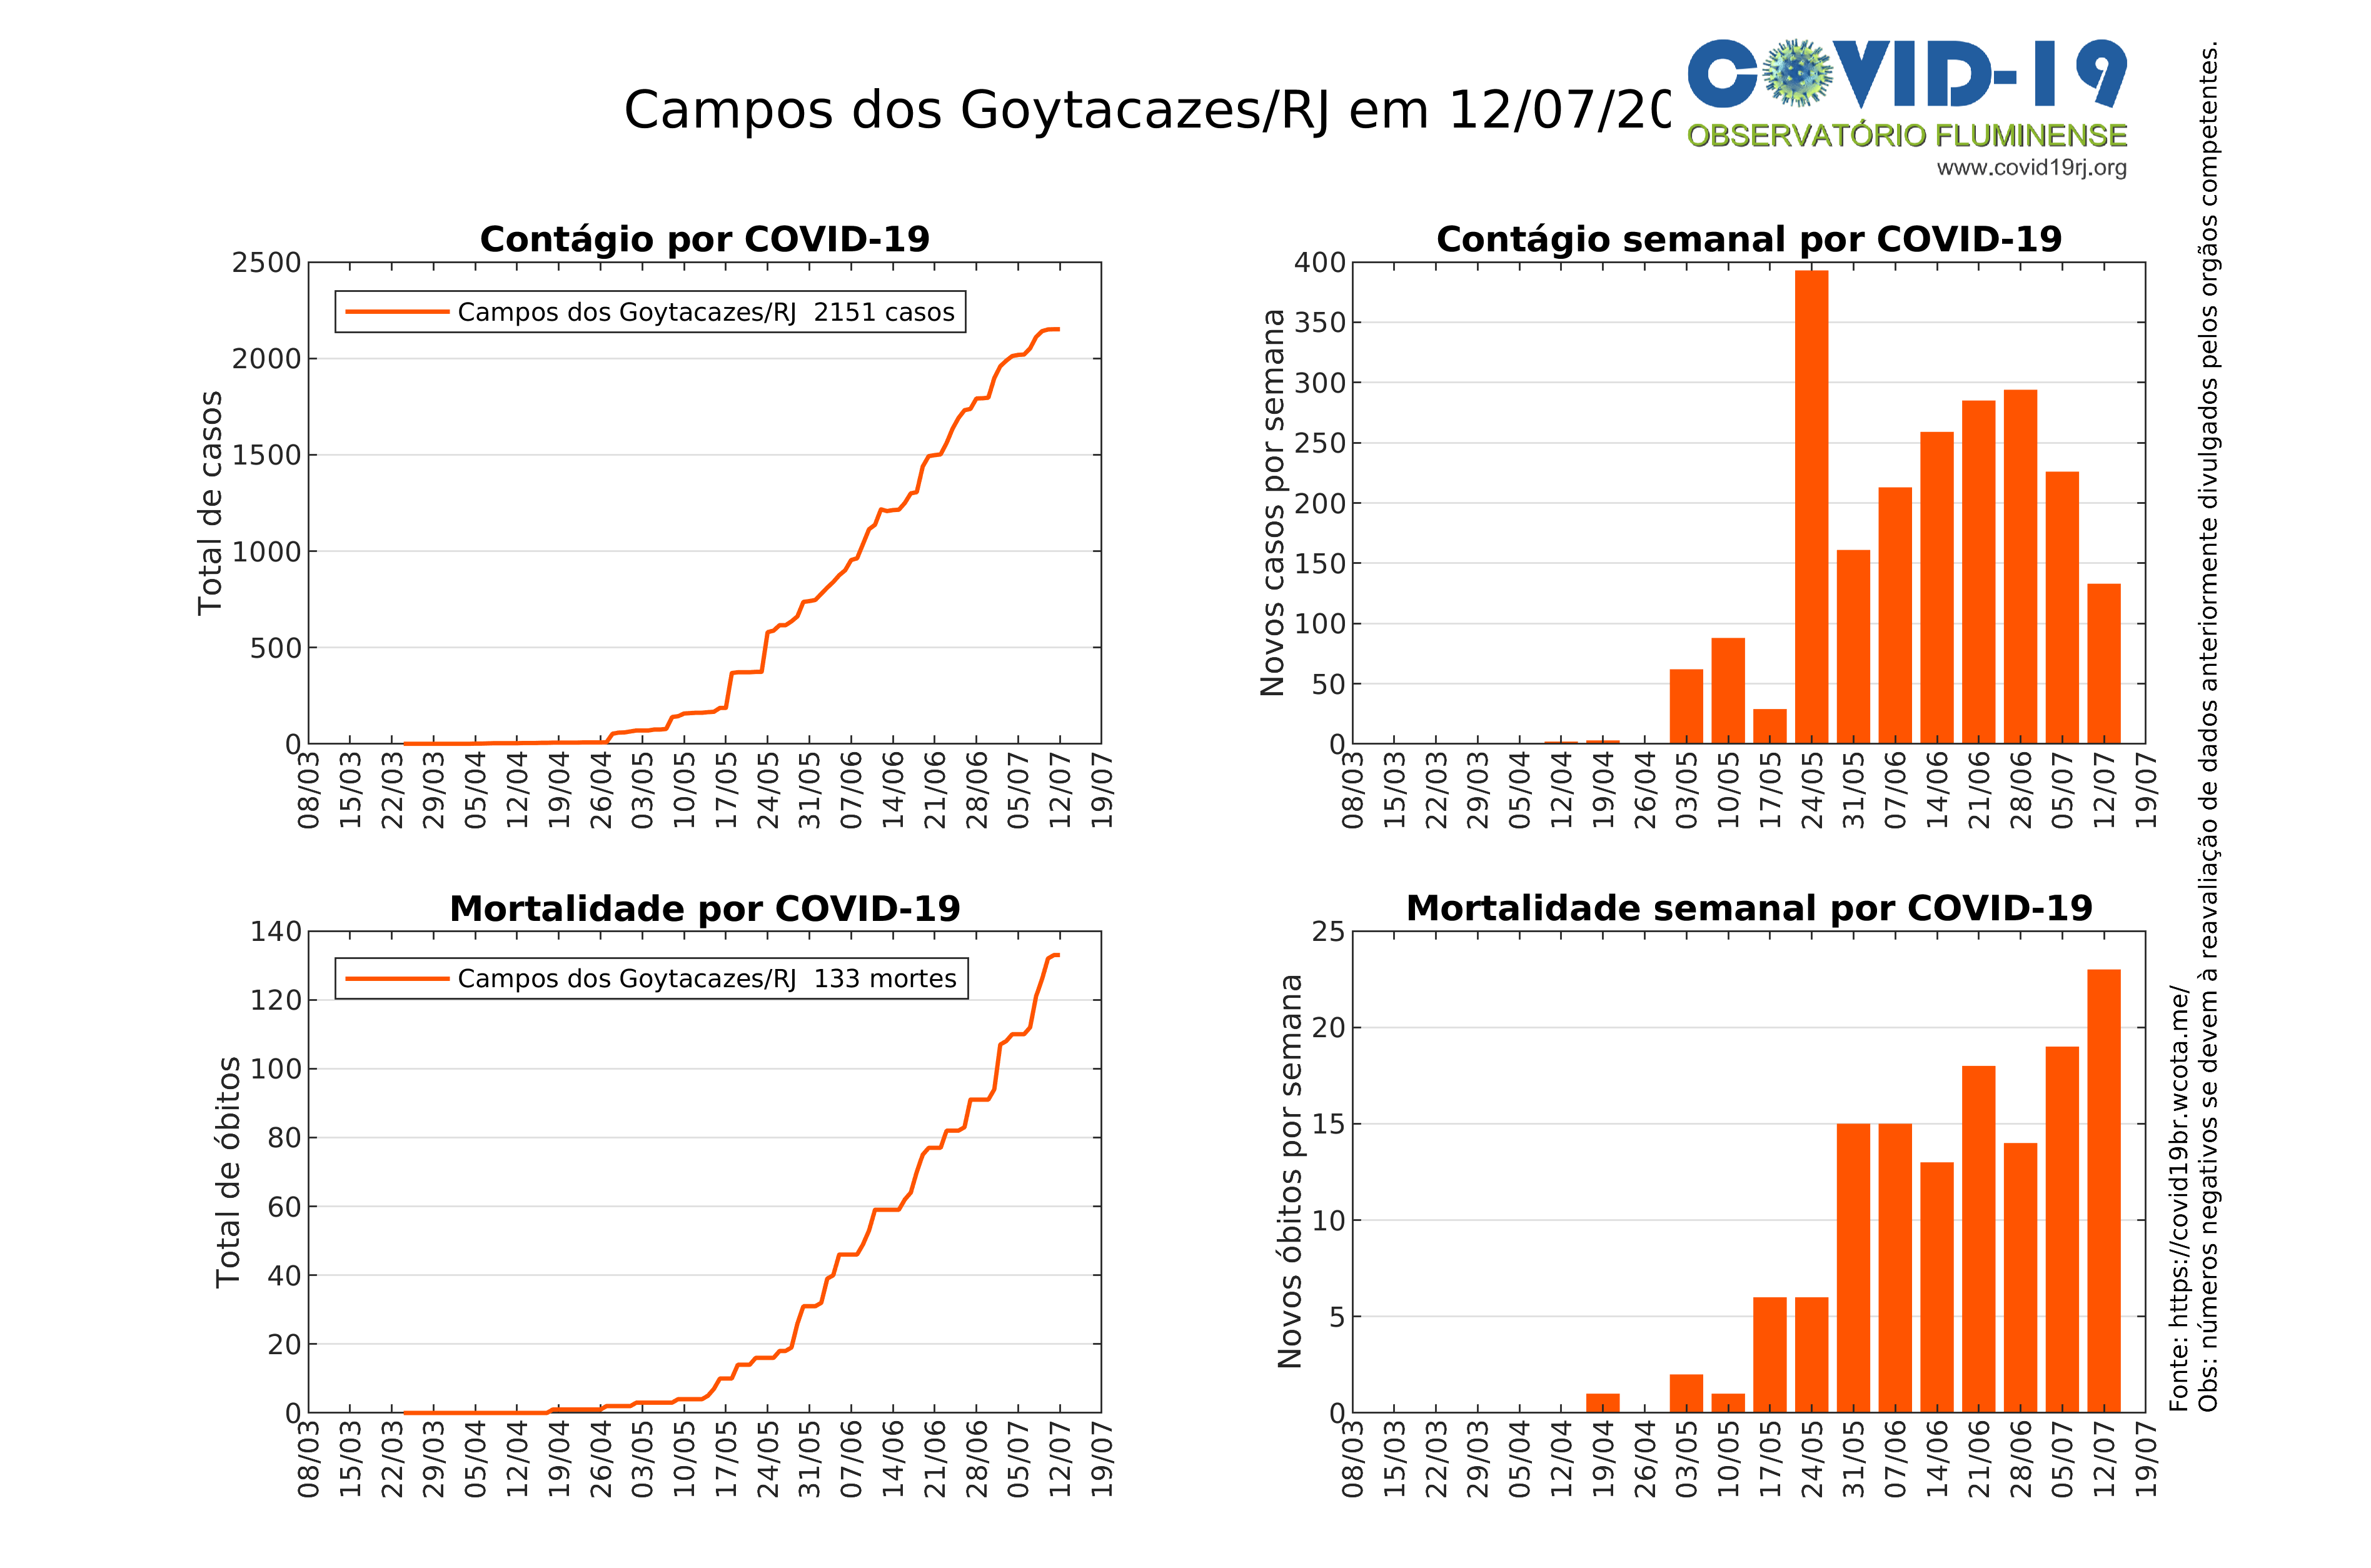 Campos dos Goytacazes/RJ em 12/07/20
COVID-19
OBSERVATÓRIO FLUMINENSE
www.covid19rj.org
Contágio por COVID-19
Total de casos
2500
2000
1500
1000
500
0
Campos dos Goytacazes/RJ 2151 casos
08/03 15/03 22/03 29/03 05/04 12/04 19/04 26/04 03/05 10/05 17/05 24/05 31/05 07/06 14/06 21/06 28/06 05/07 12/07 19/07
Contágio semanal por COVID-19
Novos casos por semana
400
350
300
250
200
150
100
50
0
08/03 15/03 22/03 29/03 05/04 12/04 19/04 26/04 03/05 10/05 17/05 24/05 31/05 07/06 14/06 21/06 28/06 05/07 12/07 19/07
Mortalidade por COVID-19
Total de óbitos
140
120
100
80
60
40
20
0
Campos dos Goytacazes/RJ 133 mortes
08/03 15/03 22/03 29/03 05/04 12/04 19/04 26/04 03/05 10/05 17/05 24/05 31/05 07/06 14/06 21/06 28/06 05/07 12/07 19/07
Mortalidade semanal por COVID-19
Novos óbitos por semana
25
20
15
10
5
0
08/03 15/03 22/03 29/03 05/04 12/04 19/04 26/04 03/05 10/05 17/05 24/05 31/05 07/06 14/06 21/06 28/06 05/07 12/07 19/07
Fonte: https://covid19br.wcota.me/
Obs: números negativos se devem à reavaliação de dados anteriormente divulgados pelos orgãos competentes.